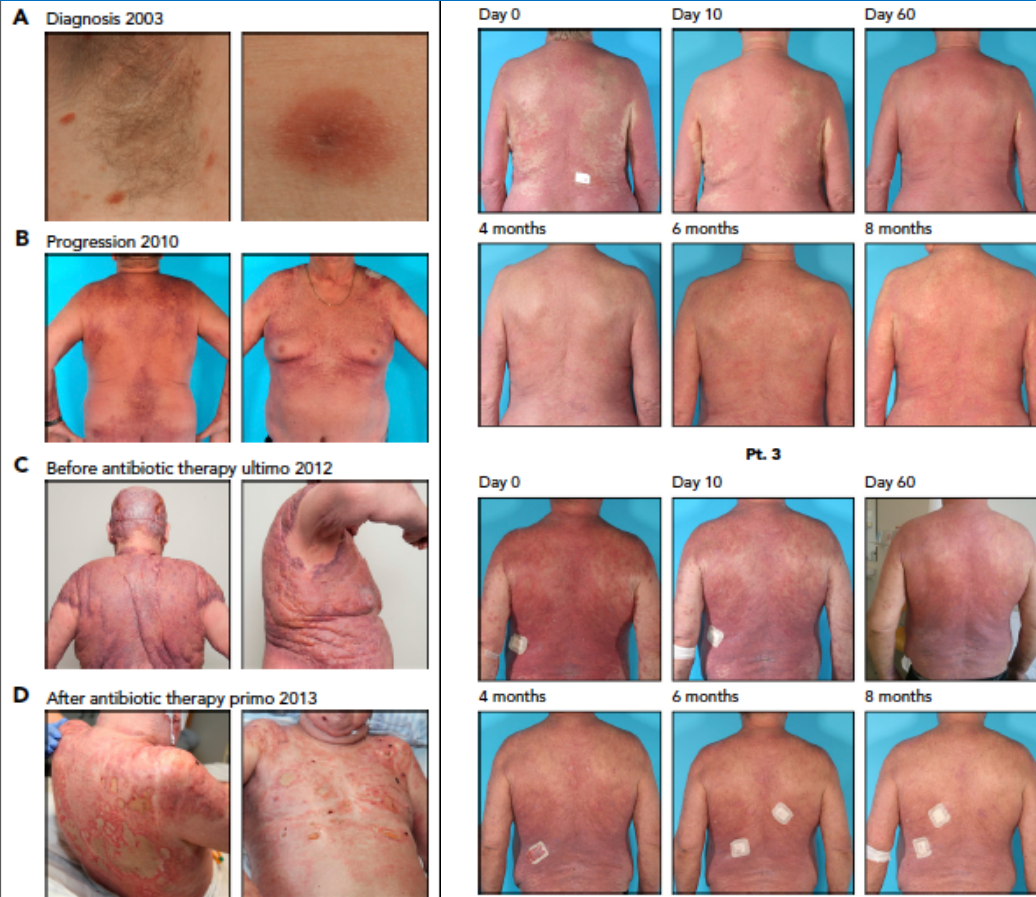 A Diagnosis 2003
B Progression 2010
C Before antibiotic therapy ultimo 2012
D After antibiotic therapy primo 2013
Day 0 Day 10 Day 60
4 months 6 months 8 months
Pt. 3
Day 0 Day 10 Day 60
4 months 6 months 8 months